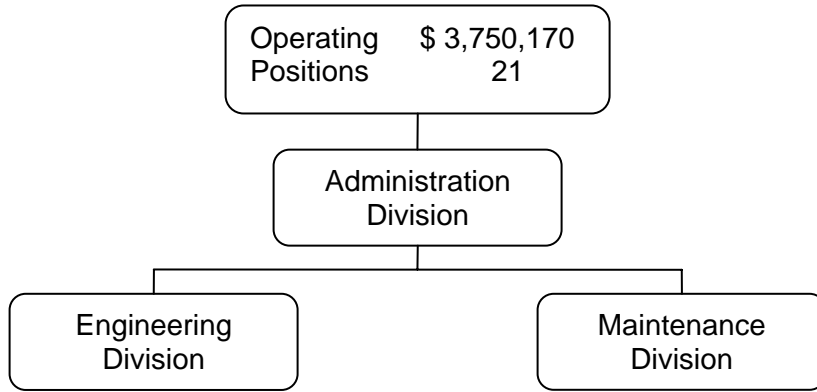 Operating $ 3,750,170
Positions 21
Administration
Division
Engineering
Division
Maintenance
Division